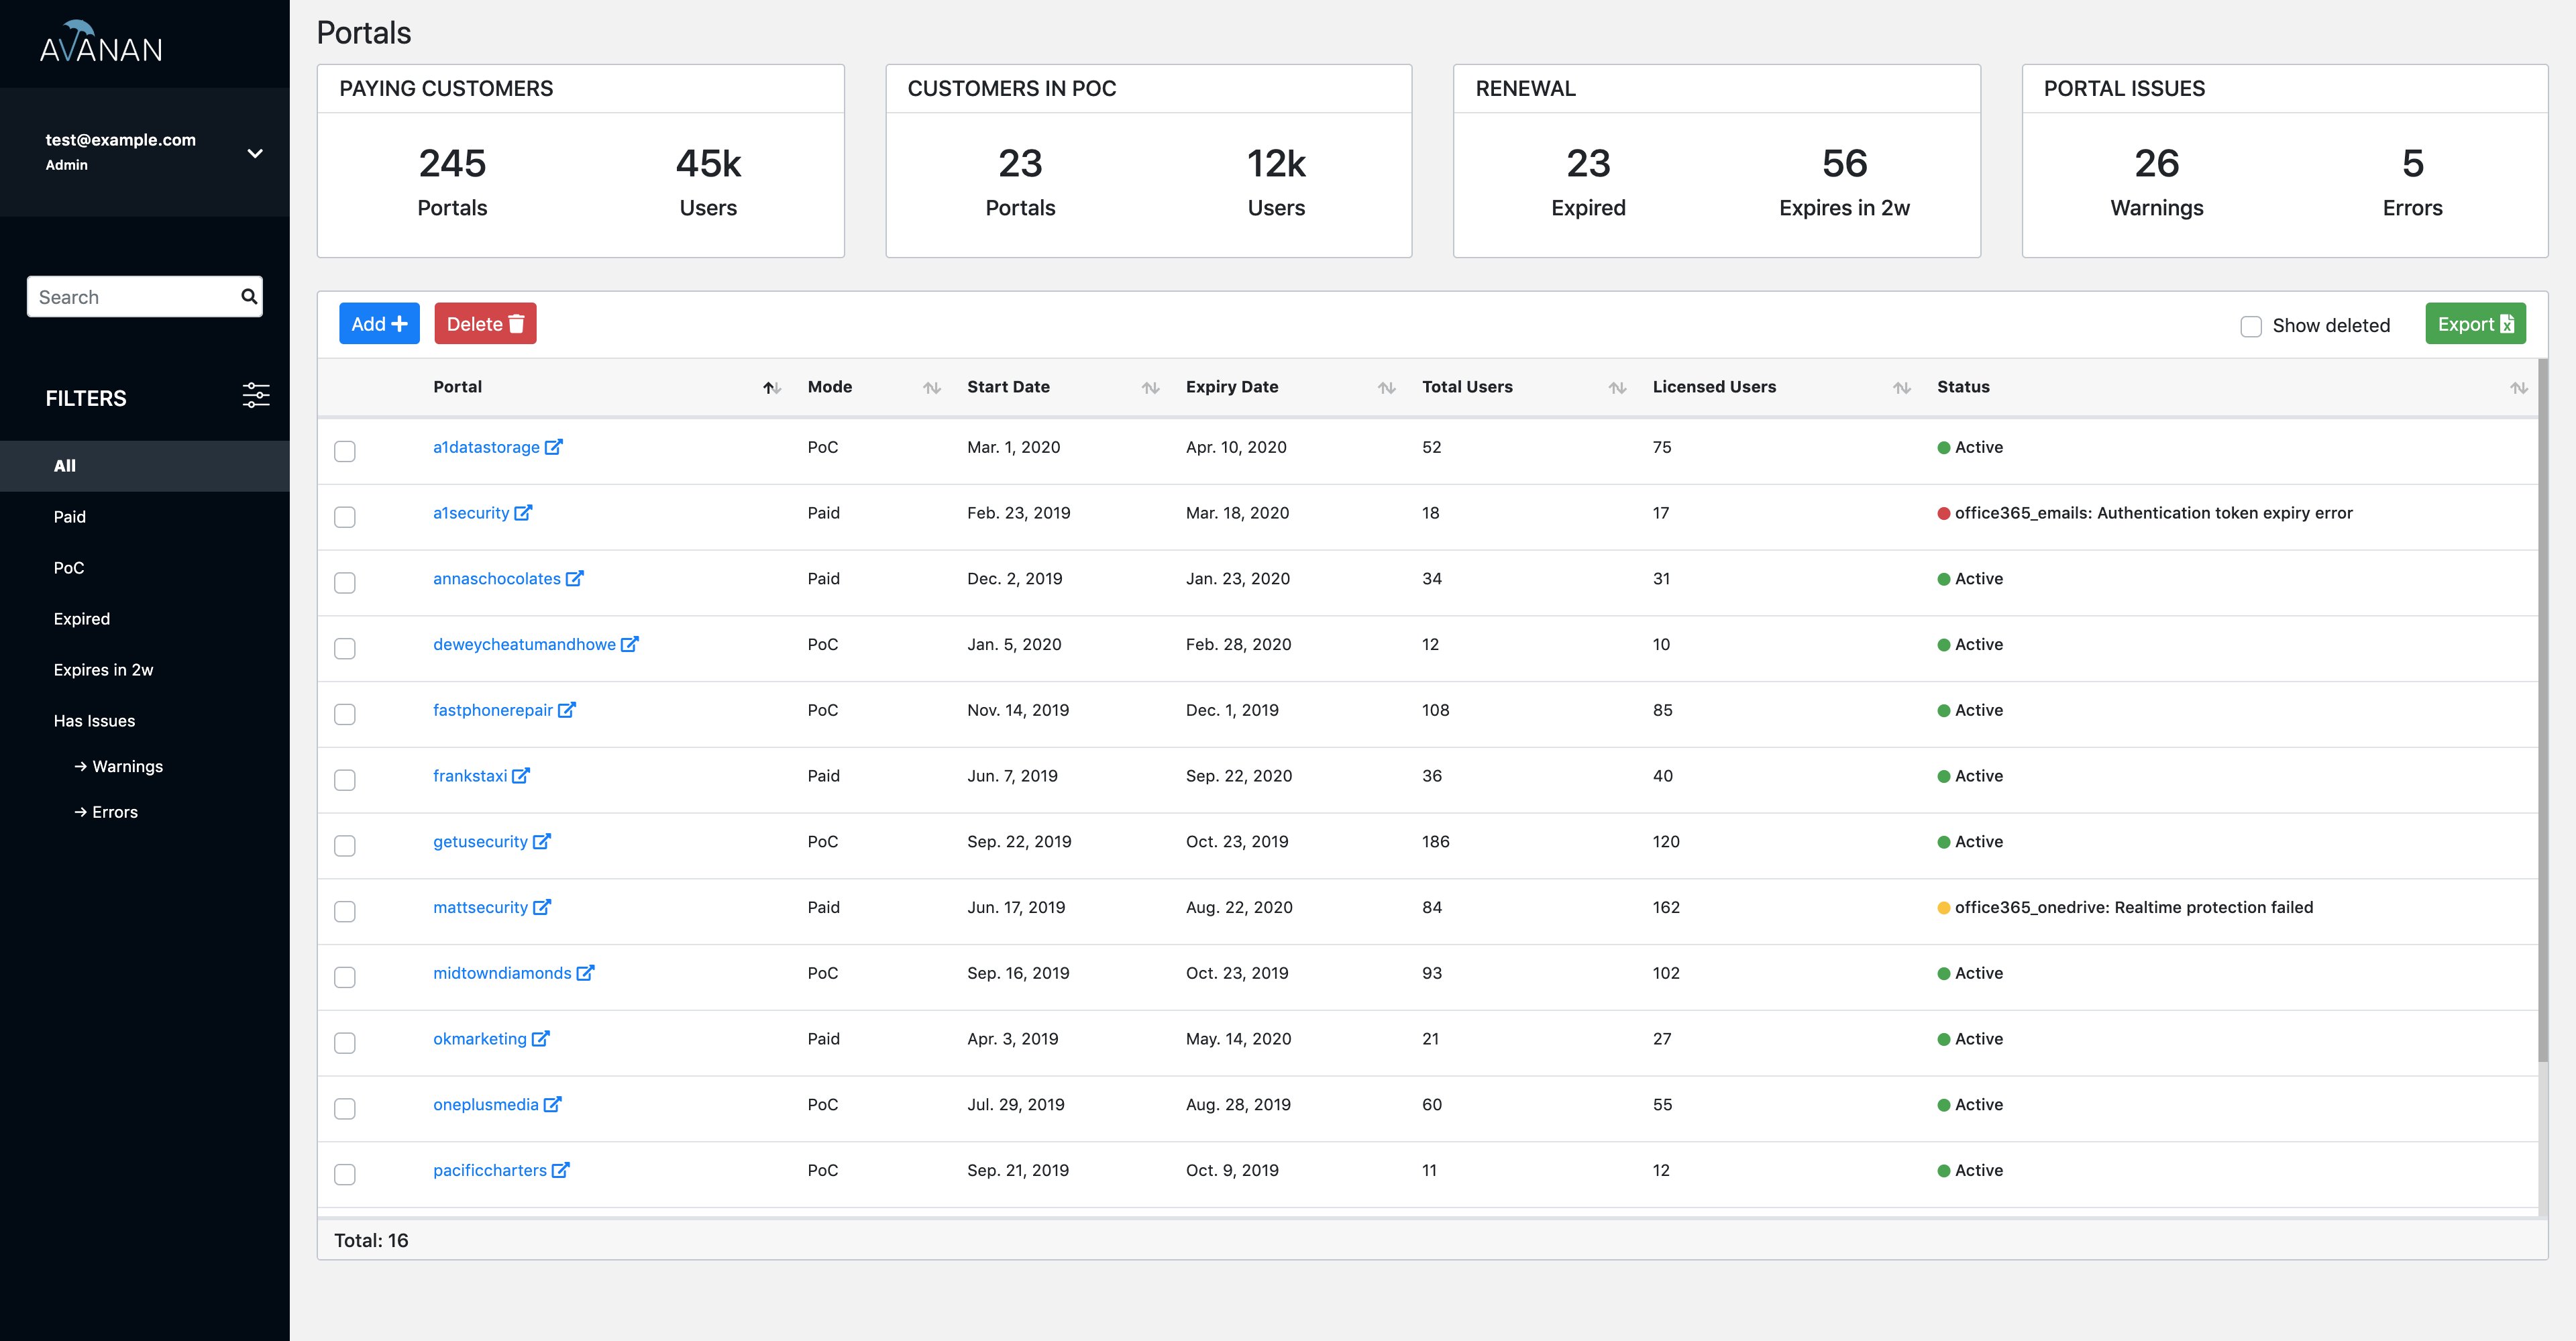 AVANAN
test@example.com
Admin
Search
FILTERS
All
Paid
PoC
Expired
Expires in 2w
Has Issues
Warnings
Errors
Portals
PAYING CUSTOMERS
245 45k
Portals Users
CUSTOMERS IN POC
23 12k
Portals Users
RENEWAL
23 56
Expired Expires in 2w
PORTAL ISSUES
26 5
Warnings Errors
Add Delete Show deleted Export
Portal Mode Start Date Expiry Date Total Users Licensed Users Status
a1datastorage PoC Mar. 1, 2020 Apr. 10, 2020 52 75 Active
a1security Paid Feb. 23, 2019 Mar. 18, 2020 18 17 office365_emails: Authentication token expiry error
annaschocolates Paid Dec. 2, 2019 Jan. 23, 2020 34 31 Active
deweycheatumandhowe PoC Jan. 5, 2020 Feb. 28, 2020 12 10 Active
fastphonerepair PoC Nov. 14, 2019 Dec. 1, 2019 108 85 Active
frankstaxi Paid Jun. 7, 2019 Sep. 22, 2020 36 40 Active
getusecurity PoC Sep. 22, 2019 Oct. 23, 2019 186 120 Active
mattsecurity Paid Jun. 17, 2019 Aug. 22, 2020 84 162 office365_onedrive: Realtime protection failed
midtowndiamonds PoC Sep. 16, 2019 Oct. 23, 2019 93 102 Active
okmarketing Paid Apr. 3, 2019 May. 14, 2020 21 27 Active
oneplusmedia PoC Jul. 29, 2019 Aug. 28, 2019 60 55 Active
pacificcharters PoC Sep. 21, 2019 Oct. 9, 2019 11 12 Active
Total: 16